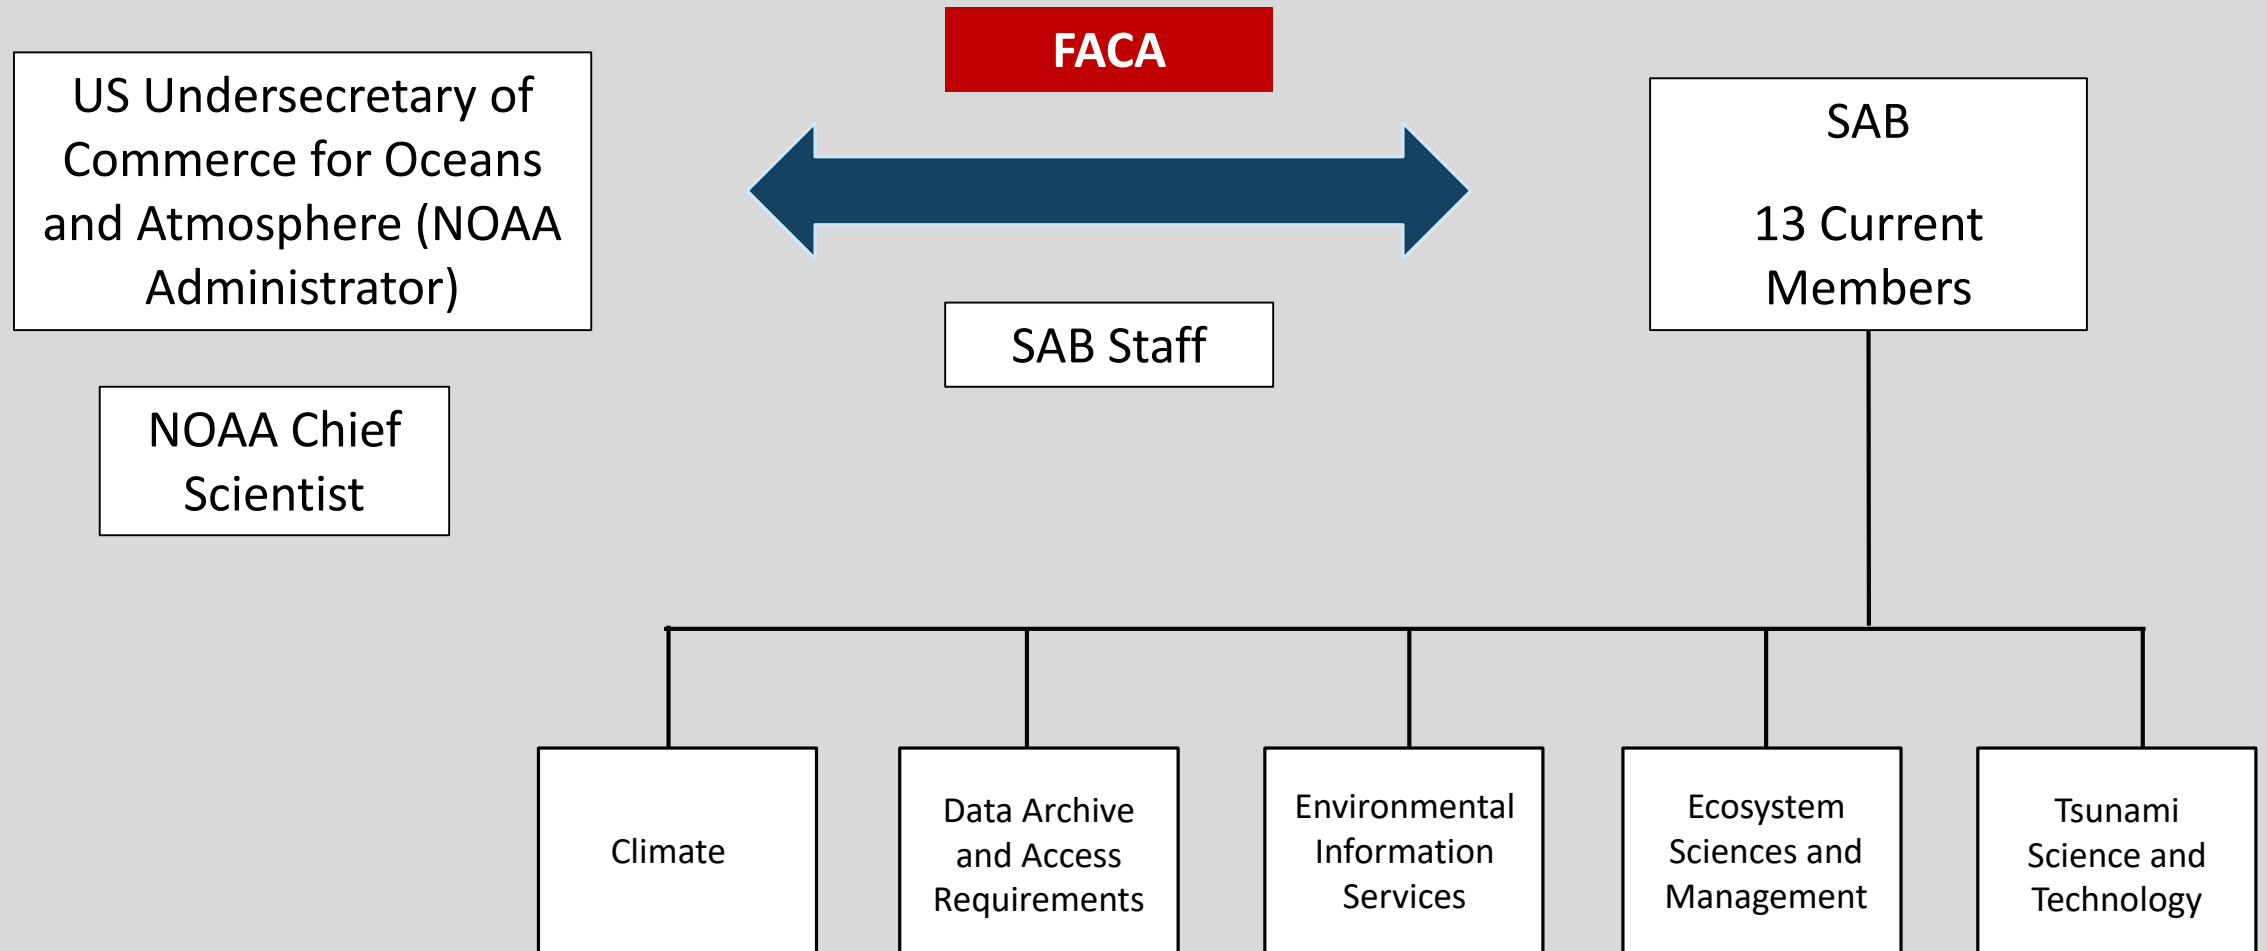 FACA
US Undersecretary of
Commerce for Oceans
and Atmosphere (NOAA
Administrator)
SAB
13 Current
Members
SAB Staff
NOAA Chief
Scientist
Climate
Data Archive
and Access
Requirements
Environmental
Information
Services
Ecosystem
Sciences and
Management
Tsunami
Science and
Technology